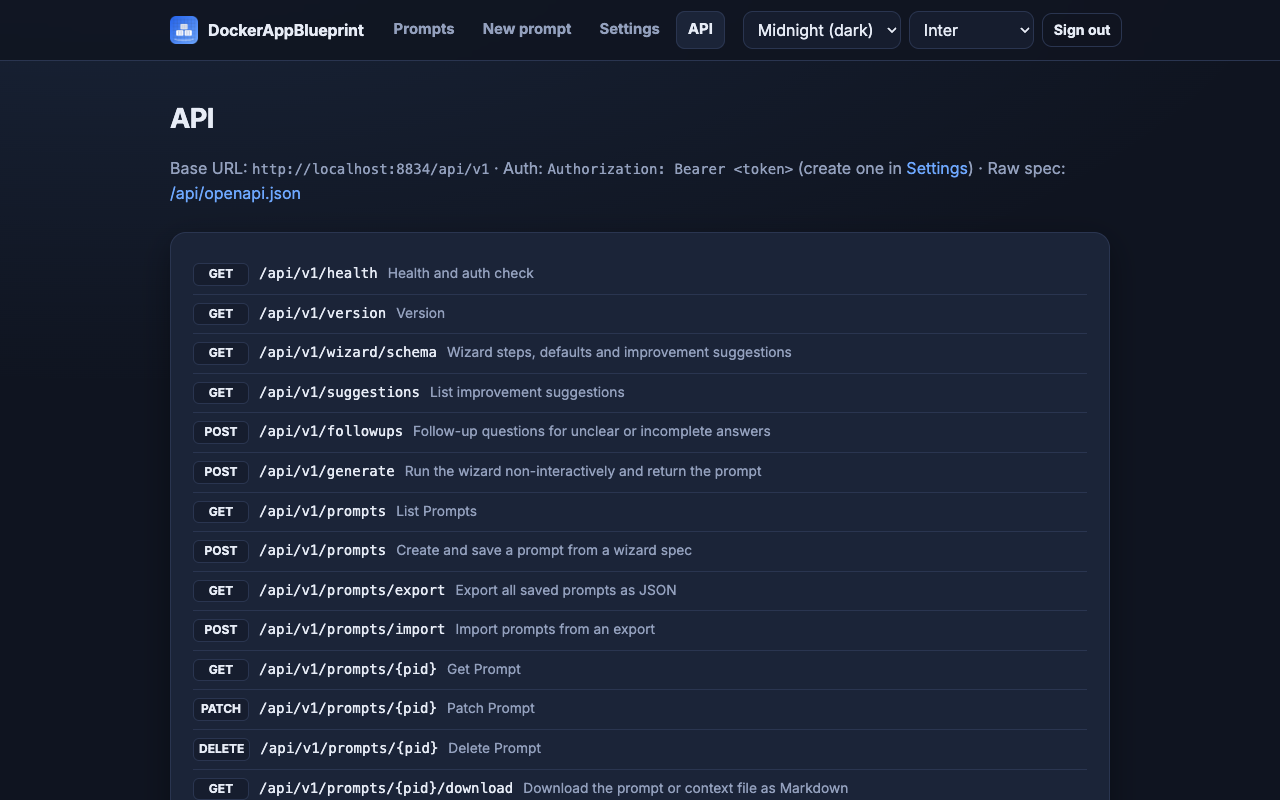 DockerAppBlueprint Prompts New prompt Settings API Midnight (dark) Inter Sign out
API
Base URL: http://localhost:8834/api/v1 · Auth: Authorization: Bearer <token> (create one in Settings) · Raw spec:
/api/openapi.json
GET /api/v1/health Health and auth check
GET /api/v1/version Version
GET /api/v1/wizard/schema Wizard steps, defaults and improvement suggestions
GET /api/v1/suggestions List improvement suggestions
POST /api/v1/followups Follow-up questions for unclear or incomplete answers
POST /api/v1/generate Run the wizard non-interactively and return the prompt
GET /api/v1/prompts List Prompts
POST /api/v1/prompts Create and save a prompt from a wizard spec
GET /api/v1/prompts/export Export all saved prompts as JSON
POST /api/v1/prompts/import Import prompts from an export
GET /api/v1/prompts/{pid} Get Prompt
PATCH /api/v1/prompts/{pid} Patch Prompt
DELETE /api/v1/prompts/{pid} Delete Prompt
GET /api/v1/prompts/{pid}/download Download the prompt or context file as Markdown